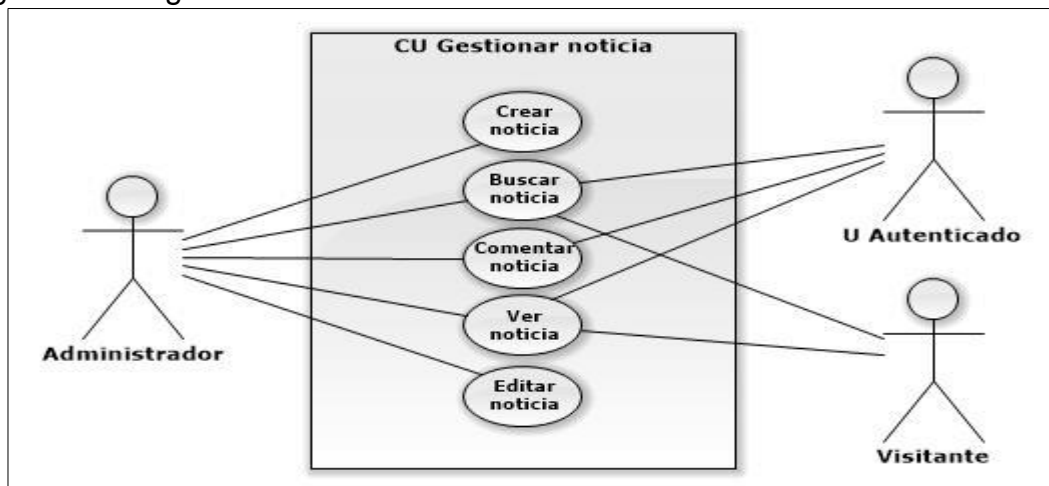 CU Gestionar noticia
Crear
noticia
Buscar
noticia
Comentar
noticia
Ver
noticia
Editar
noticia
Administrador
U Autenticado
Visitante